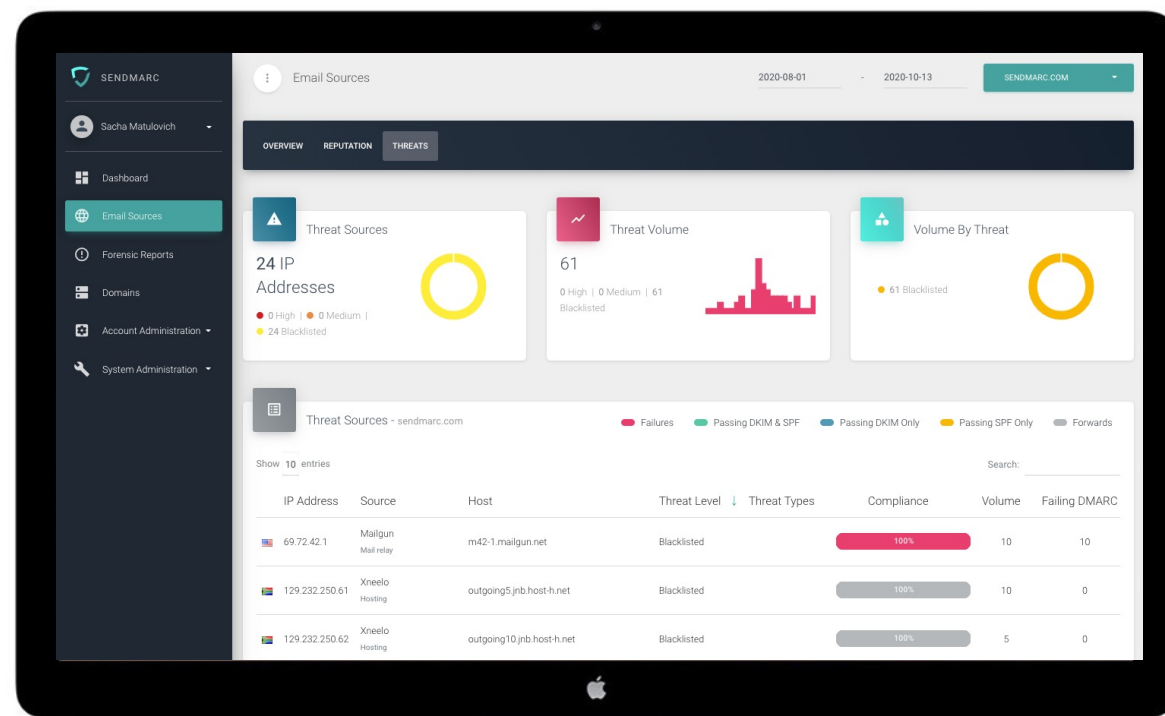 SENDMARC
Sacha Matulovich
Dashboard
Email Sources
Forensic Reports
Domains
Account Administration
System Administration
Email Sources
2020-08-01 - 2020-10-13
SENDMARC.COM
OVERVIEW REPUTATION THREATS
Threat Sources
24 IP
Addresses
0 High | 0 Medium |
24 Blacklisted
Threat Volume
61
0 High | 0 Medium | 61
Blacklisted
Volume By Threat
61 Blacklisted
Threat Sources - sendmarc.com
Failures Passing DKIM & SPF Passing DKIM Only Passing SPF Only Forwards
Show 10 entries
Search:
IP Address Source Host Threat Level ↓ Threat Types Compliance Volume Failing DMARC
69.72.42.1 Mailgun m42-1.mailgun.net Blacklisted 100% 10 10
Mail relay
129.232.250.61 Xneelo outgoing5.jnb.host-h.net Blacklisted 100% 10 0
Hosting
129.232.250.62 Xneelo outgoing10.jnb.host-h.net Blacklisted 100% 5 0
Hosting